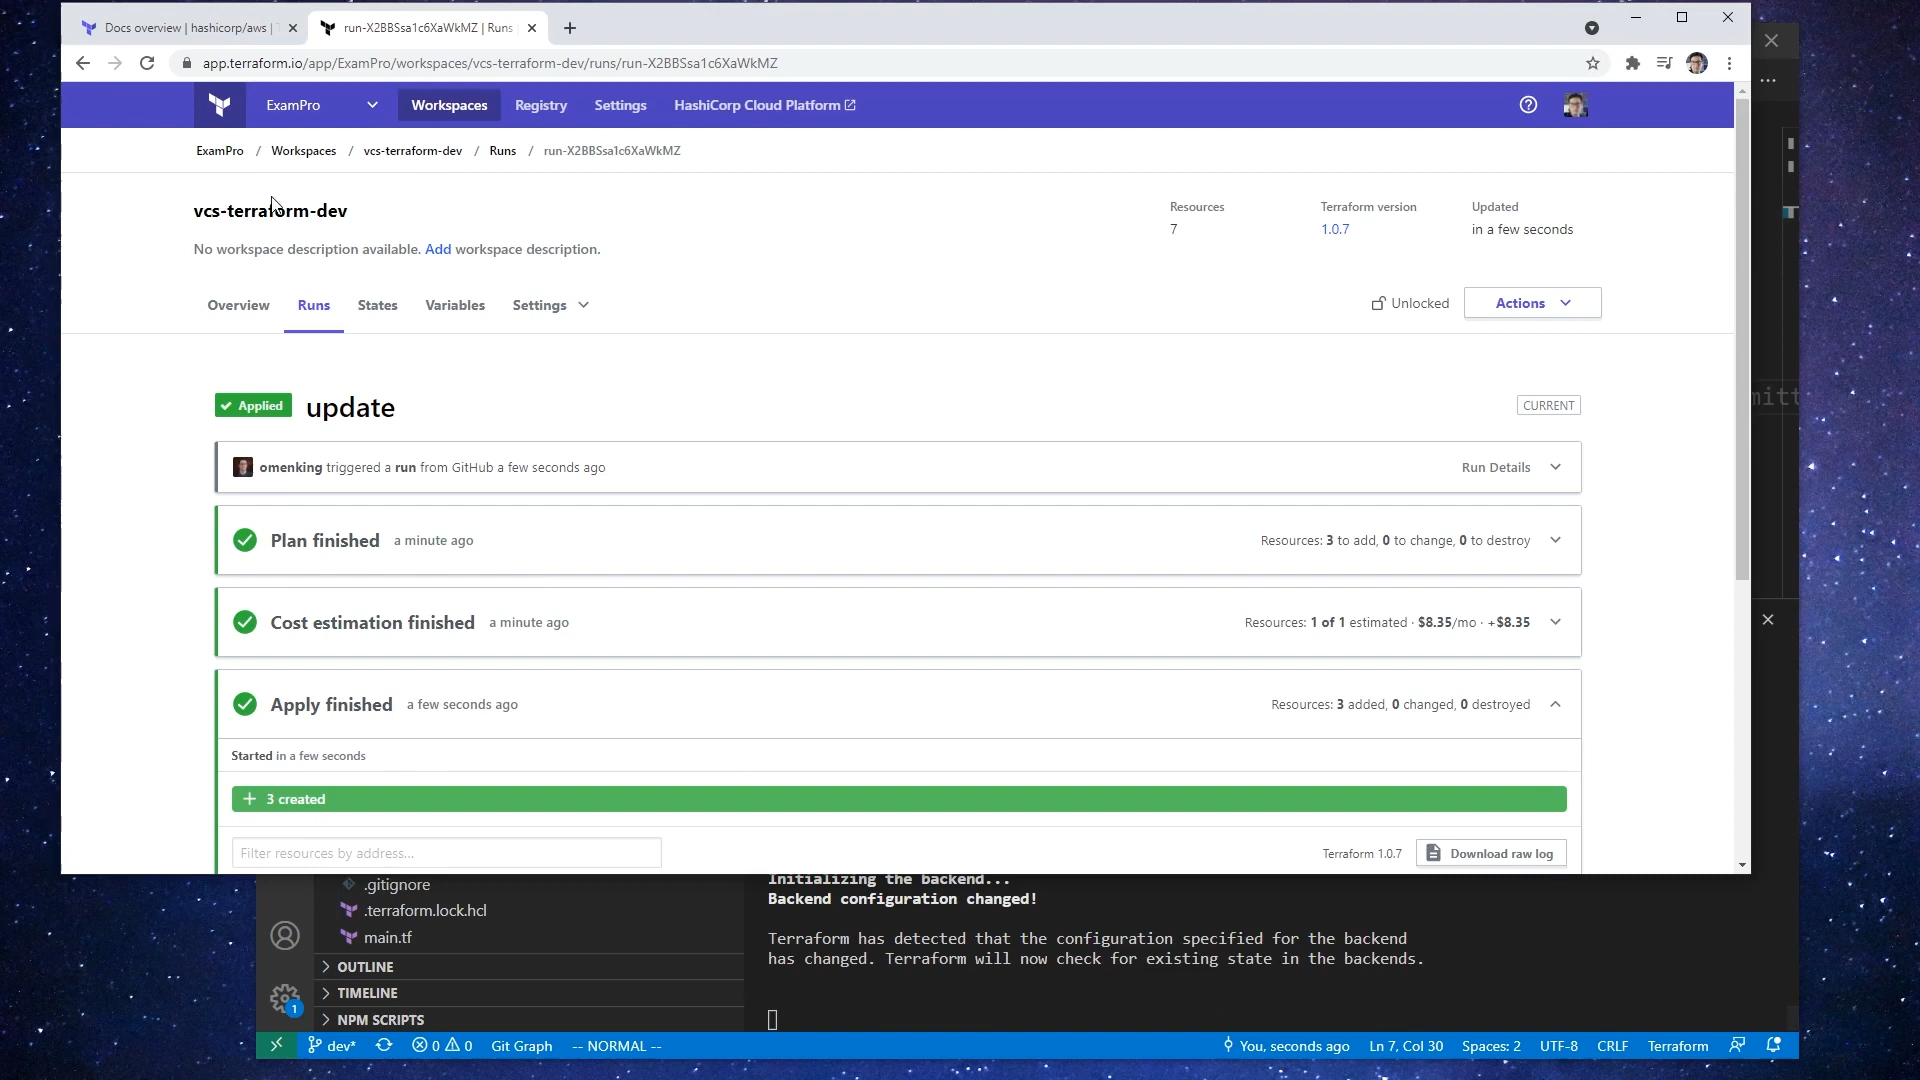 Docs overview | hashicorp/aws | T
run-X2BBSsa1c6XaWkMZ | Runs
app.terraform.io/app/ExamPro/workspaces/vcs-terraform-dev/runs/run-X2BBSsa1c6XaWkMZ
ExamPro
Workspaces
Registry
Settings
HashiCorp Cloud Platform
ExamPro / Workspaces / vcs-terraform-dev / Runs / run-X2BBSsa1c6XaWkMZ
vcs-terraform-dev
Resources
7
Terraform version
1.0.7
Updated
in a few seconds
No workspace description available. Add workspace description.
Overview
Runs
States
Variables
Settings
Unlocked
Actions
Applied
update
CURRENT
omenking triggered a run from GitHub a few seconds ago
Run Details
Plan finished a minute ago
Resources: 3 to add, 0 to change, 0 to destroy
Cost estimation finished a minute ago
Resources: 1 of 1 estimated · $8.35/mo · +$8.35
Apply finished a few seconds ago
Resources: 3 added, 0 changed, 0 destroyed
Started in a few seconds
+ 3 created
Filter resources by address...
Terraform 1.0.7
Download raw log
mitt
.gitignore
.terraform.lock.hcl
main.tf
OUTLINE
TIMELINE
NPM SCRIPTS
1
Initializing the backend...
Backend configuration changed!
Terraform has detected that the configuration specified for the backend
has changed. Terraform will now check for existing state in the backends.
dev*
0
0
Git Graph
-- NORMAL --
You, seconds ago
Ln 7, Col 30
Spaces: 2
UTF-8
CRLF
Terraform